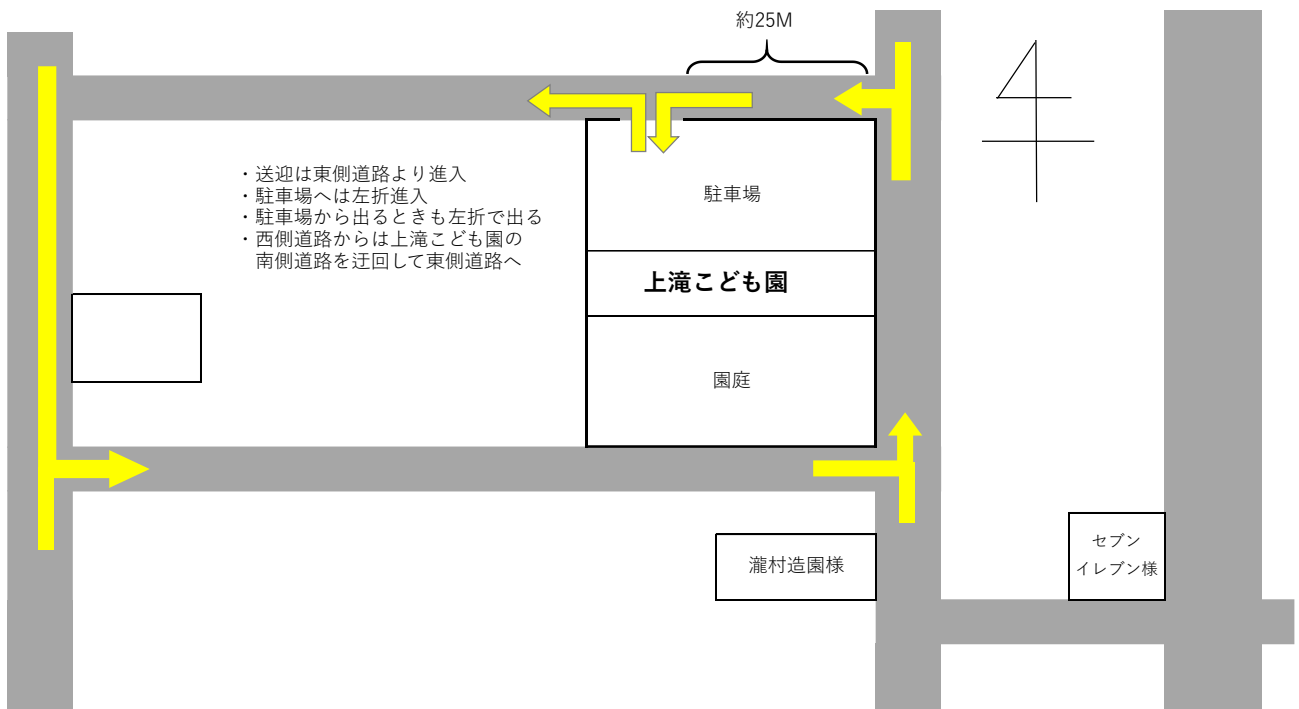 約25M
・送迎は東側道路より進入
・駐車場へは左折進入
・駐車場から出るときも左折で出る
・西側道路からは上滝こども園の
南側道路を迂回して東側道路へ
駐車場
上滝こども園
園庭
瀧村造園様
セブン
イレブン様